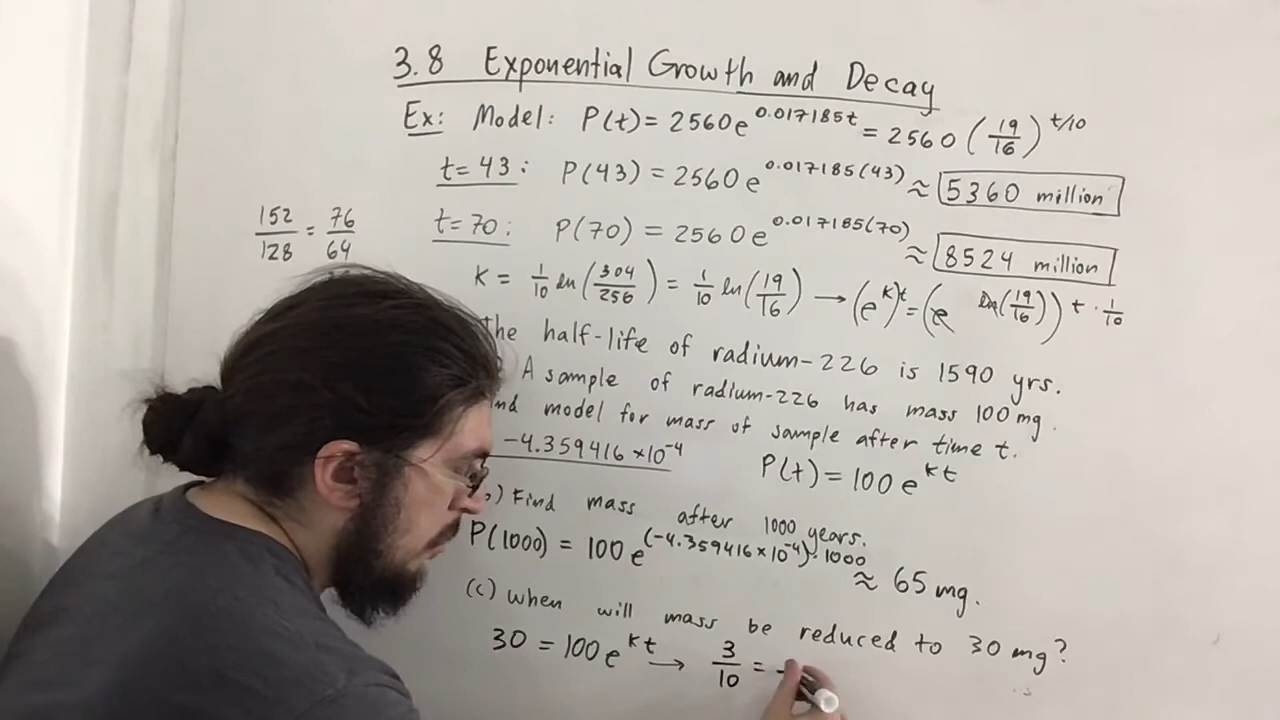 3.8 Exponential Growth and Decay
Ex: Model: P(t) = 2560e^{0.017185t} = 2560 (19/16)^{t/10}
t = 43: P(43) = 2560e^{0.017185(43)} ≈ 5360 million
152/128 = 76/64
t = 70: P(70) = 2560e^{0.017185(70)} ≈ 8524 million
K = 1/10 ln(304/256) = 1/10 ln(19/16) → (e^K)^t = (e^{ln(19/16)})^{t · 1/10}
the half-life of radium-226 is 1590 yrs.
A sample of radium-226 has mass 100 mg.
model for mass of sample after time t.
-4.359416 × 10^{-4} P(t) = 100e^{kt}
) Find mass after 1000 years.
P(1000) = 100e^{(-4.359416×10^{-4})·1000} ≈ 65 mg.
(c) When will mass be reduced to 30 mg?
30 = 100e^{kt} → 3/10 =